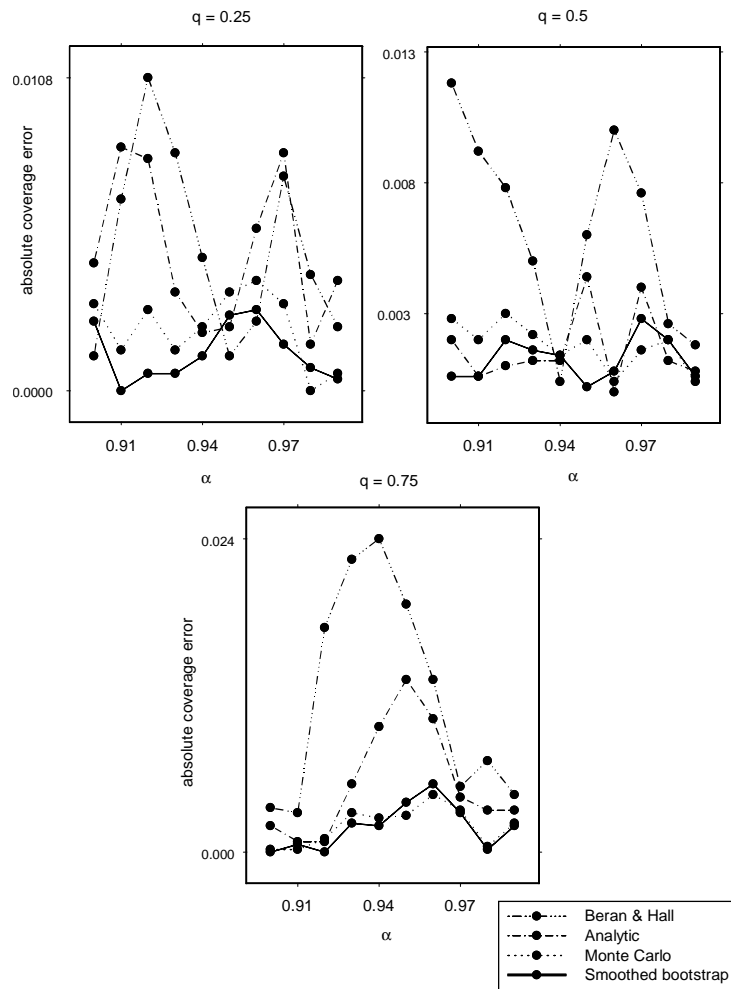 q = 0.25
q = 0.5
absolute coverage error
0.0108
0.0000
0.91
0.94
0.97
α
0.013
0.008
0.003
0.91
0.94
0.97
α
q = 0.75
absolute coverage error
0.024
0.000
0.91
0.94
0.97
α
Beran & Hall
Analytic
Monte Carlo
Smoothed bootstrap